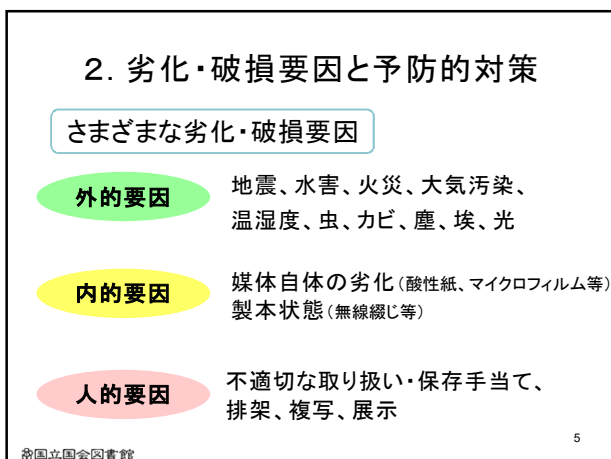 2. 劣化・破損要因と予防的対策
さまざまな劣化・破損要因
外的要因
地震、水害、火災、大気汚染、
温湿度、虫、カビ、塵、埃、光
内的要因
媒体自体の劣化(酸性紙、マイクロフィルム等)
製本状態(無線綴じ等)
人的要因
不適切な取り扱い・保存手当て、
排架、複写、展示
国立国会図書館
5